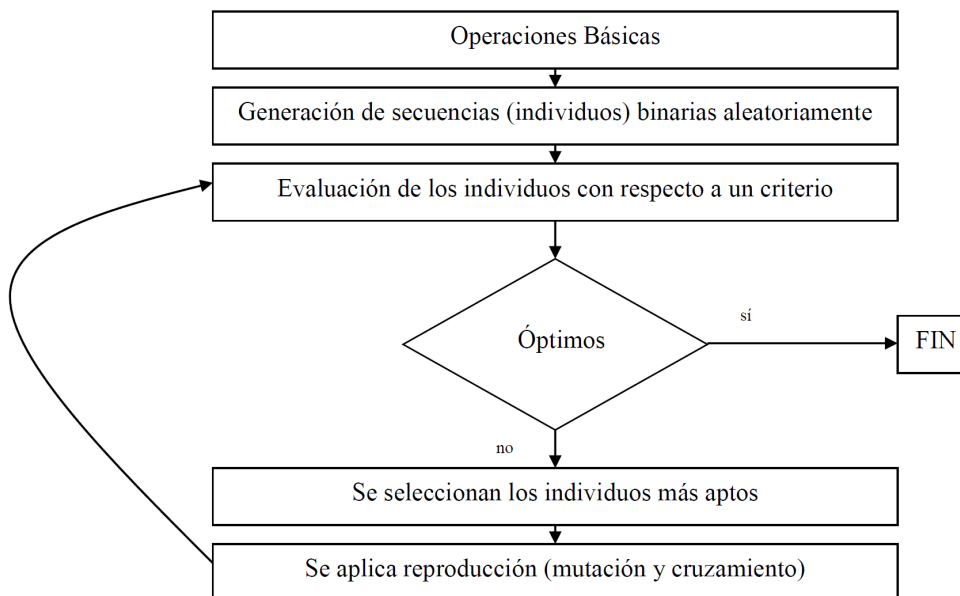 Operaciones Básicas
Generación de secuencias (individuos) binarias aleatoriamente
Evaluación de los individuos con respecto a un criterio
Óptimos
sí
FIN
no
Se seleccionan los individuos más aptos
Se aplica reproducción (mutación y cruzamiento)